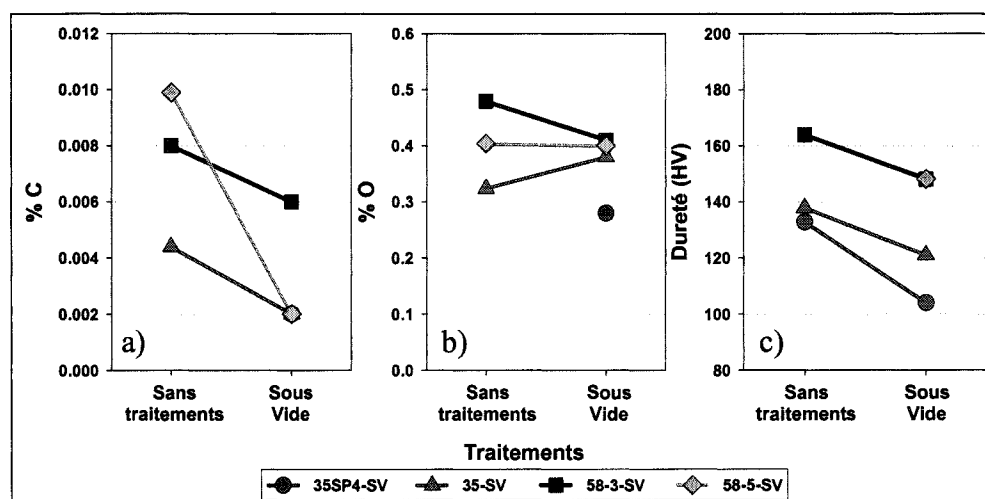 % C
0.012
0.010
0.008
0.006
0.004
0.002
0.000
a)
Sans traitements
Sous Vide
% O
0.6
0.5
0.4
0.3
0.2
0.1
0.0
b)
Sans traitements
Sous Vide
Dureté (HV)
200
180
160
140
120
100
80
c)
Sans traitements
Sous Vide
Traitements
35SP4-SV
35-SV
58-3-SV
58-5-SV